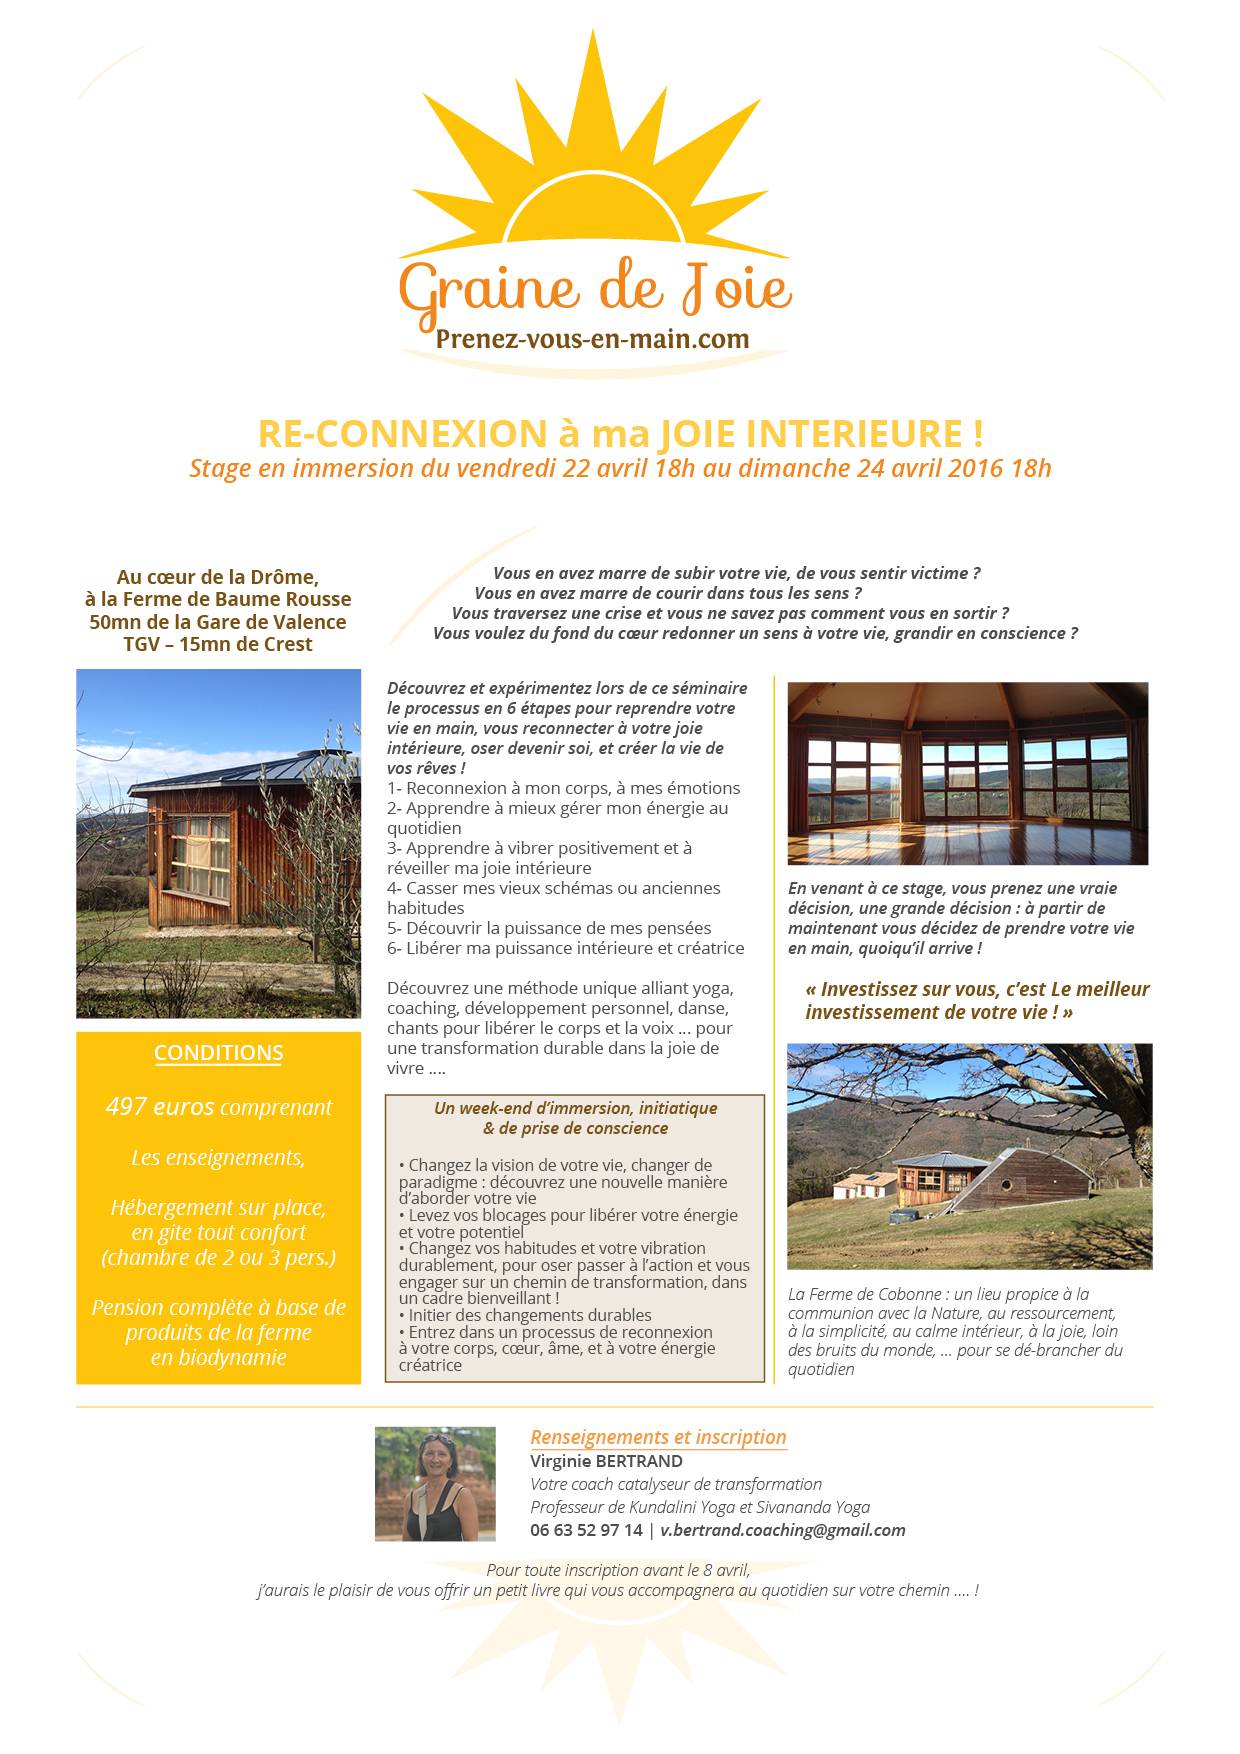 Graine de Joie
Prenez-vous-en-main.com
RE-CONNEXION à ma JOIE INTERIEURE !
Stage en immersion du vendredi 22 avril 18h au dimanche 24 avril 2016 18h
Au cœur de la Drôme,
à la Ferme de Baume Rousse
50mn de la Gare de Valence
TGV – 15mn de Crest
Vous en avez marre de subir votre vie, de vous sentir victime ?
Vous en avez marre de courir dans tous les sens ?
Vous traversez une crise et vous ne savez pas comment vous en sortir ?
Vous voulez du fond du cœur redonner un sens à votre vie, grandir en conscience ?
Découvrez et expérimentez lors de ce séminaire
le processus en 6 étapes pour reprendre votre
vie en main, vous reconnecter à votre joie
intérieure, oser devenir soi, et créer la vie de
vos rêves !
1- Reconnexion à mon corps, à mes émotions
2- Apprendre à mieux gérer mon énergie au
quotidien
3- Apprendre à vibrer positivement et à
réveiller ma joie intérieure
4- Casser mes vieux schémas ou anciennes
habitudes
5- Découvrir la puissance de mes pensées
6- Libérer ma puissance intérieure et créatrice
Découvrez une méthode unique alliant yoga,
coaching, développement personnel, danse,
chants pour libérer le corps et la voix ... pour
une transformation durable dans la joie de
vivre ....
En venant à ce stage, vous prenez une vraie
décision, une grande décision : à partir de
maintenant vous décidez de prendre votre vie
en main, quoiqu'il arrive !
« Investissez sur vous, c'est Le meilleur
investissement de votre vie ! »
CONDITIONS
497 euros comprenant
Les enseignements,
Hébergement sur place,
en gite tout confort
(chambre de 2 ou 3 pers.)
Pension complète à base de
produits de la ferme
en biodynamie
Un week-end d'immersion, initiatique
& de prise de conscience
• Changez la vision de votre vie, changer de
paradigme : découvrez une nouvelle manière
d'aborder votre vie
• Levez vos blocages pour libérer votre énergie
et votre potentiel
• Changez vos habitudes et votre vibration
durablement, pour oser passer à l'action et vous
engager sur un chemin de transformation, dans
un cadre bienveillant !
• Initier des changements durables
• Entrez dans un processus de reconnexion
à votre corps, cœur, âme, et à votre énergie
créatrice
La Ferme de Cobonne : un lieu propice à la
communion avec la Nature, au ressourcement,
à la simplicité, au calme intérieur, à la joie, loin
des bruits du monde, ... pour se dé-brancher du
quotidien
Renseignements et inscription
Virginie BERTRAND
Votre coach catalyseur de transformation
Professeur de Kundalini Yoga et Sivananda Yoga
06 63 52 97 14 | v.bertrand.coaching@gmail.com
Pour toute inscription avant le 8 avril,
j'aurais le plaisir de vous offrir un petit livre qui vous accompagnera au quotidien sur votre chemin .... !